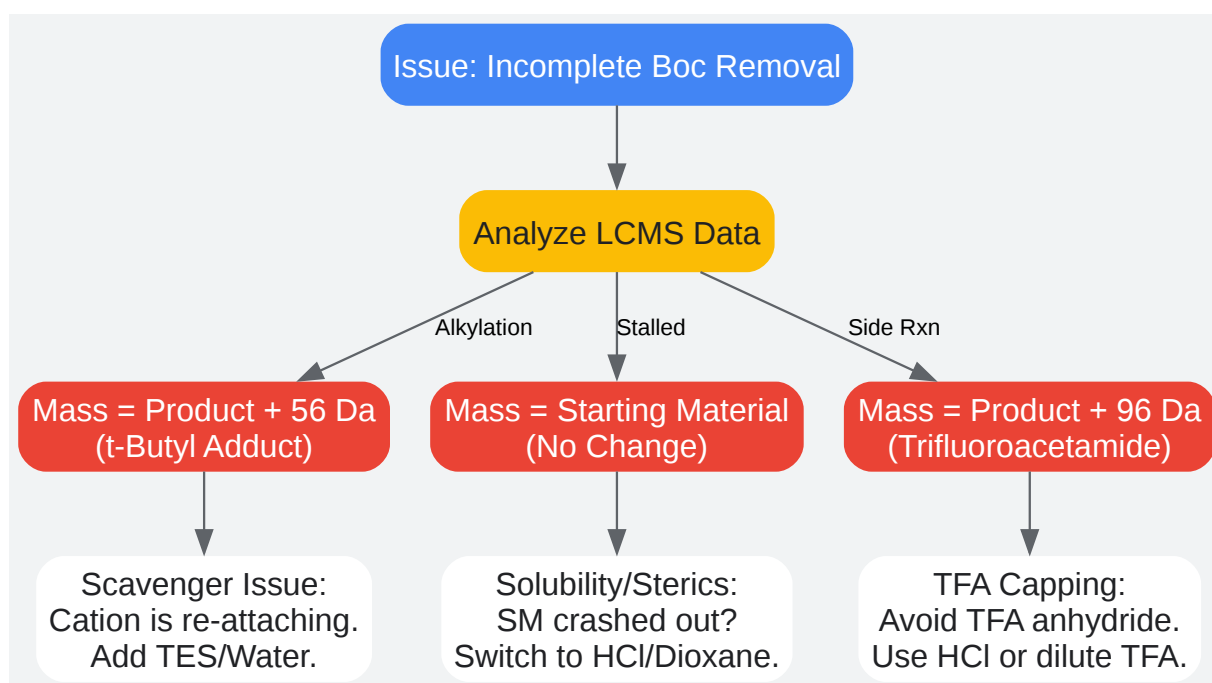 Issue: Incomplete Boc Removal
Analyze LCMS Data
Alkylation
Stalled
Side Rxn
Mass = Product + 56 Da
(t-Butyl Adduct)
Mass = Starting Material
(No Change)
Mass = Product + 96 Da
(Trifluoroacetamide)
Scavenger Issue:
Cation is re-attaching.
Add TES/Water.
Solubility/Sterics:
SM crashed out?
Switch to HCl/Dioxane.
TFA Capping:
Avoid TFA anhydride.
Use HCl or dilute TFA.